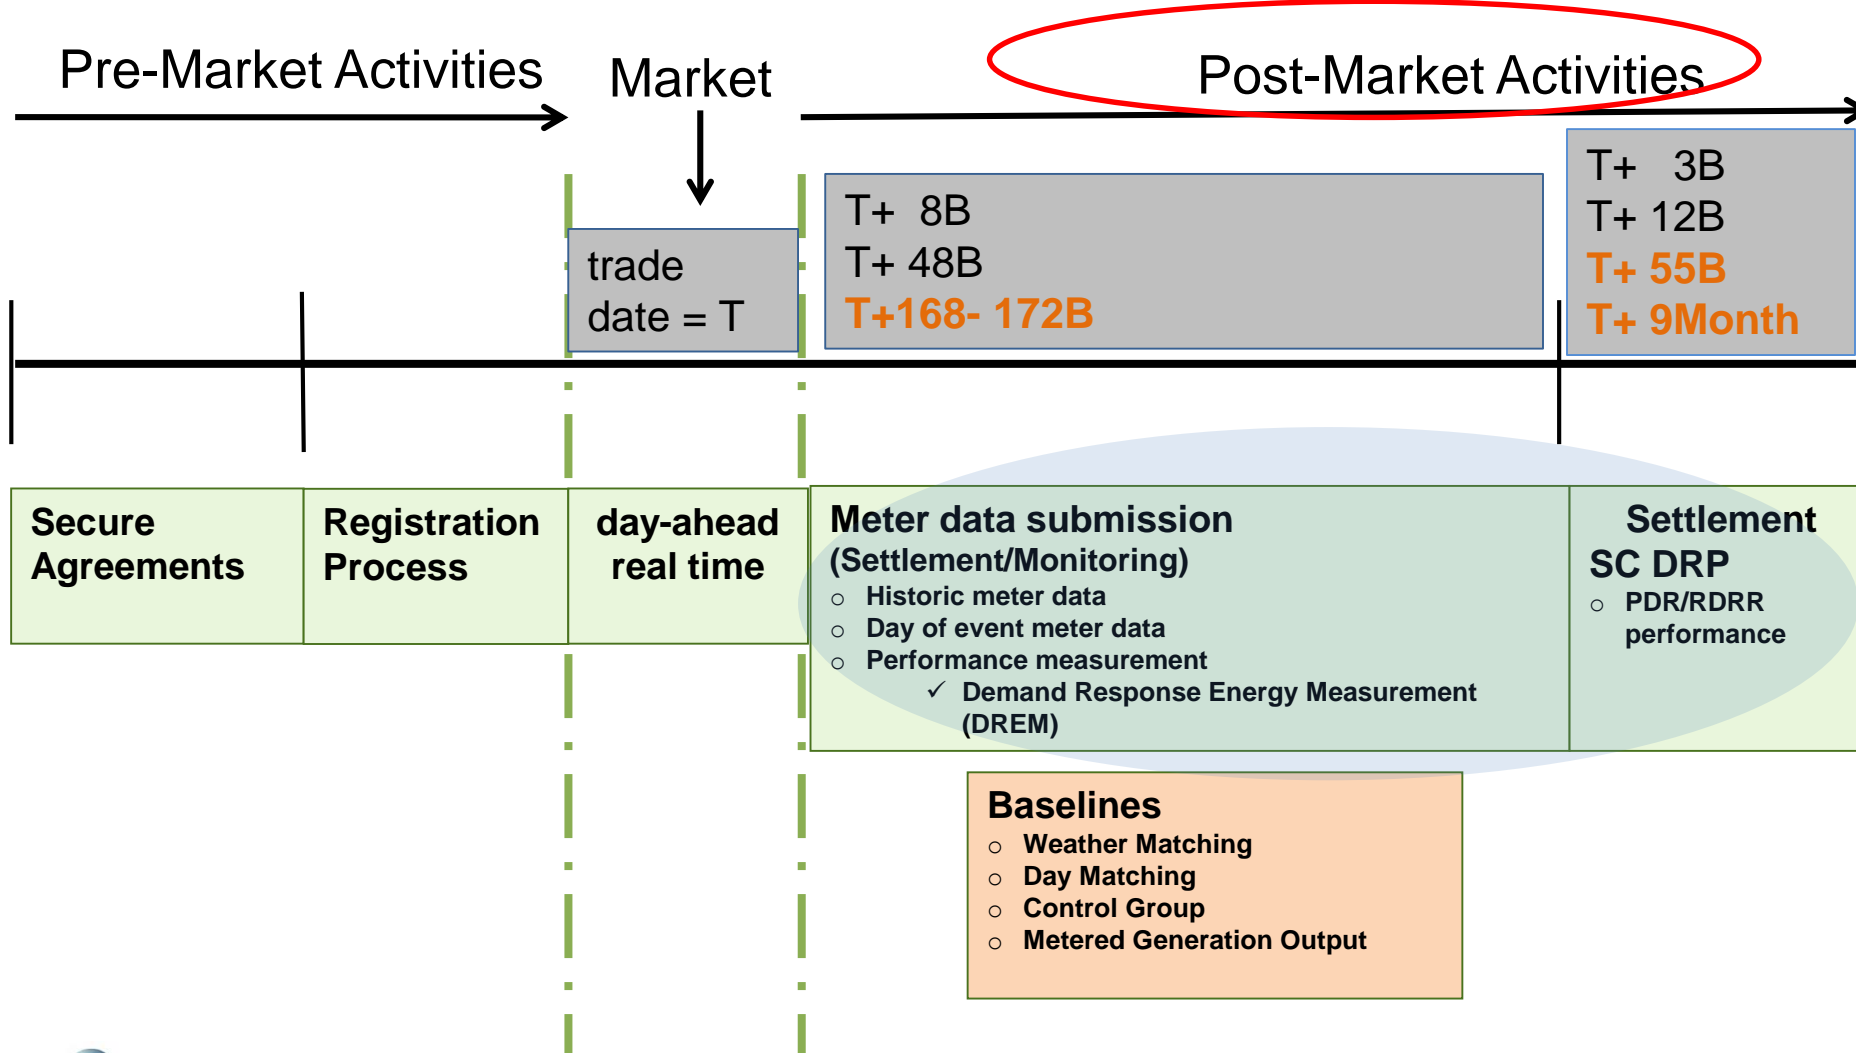 Pre-Market Activities
Market
Post-Market Activities
trade
date = T
T+ 8B
T+ 48B
T+168- 172B
T+ 3B
T+ 12B
T+ 55B
T+ 9Month
Secure
Agreements
Registration
Process
day-ahead
real time
Meter data submission
(Settlement/Monitoring)
o Historic meter data
o Day of event meter data
o Performance measurement
✓ Demand Response Energy Measurement
(DREM)
Settlement
SC DRP
o PDR/RDRR
performance
Baselines
o Weather Matching
o Day Matching
o Control Group
o Metered Generation Output